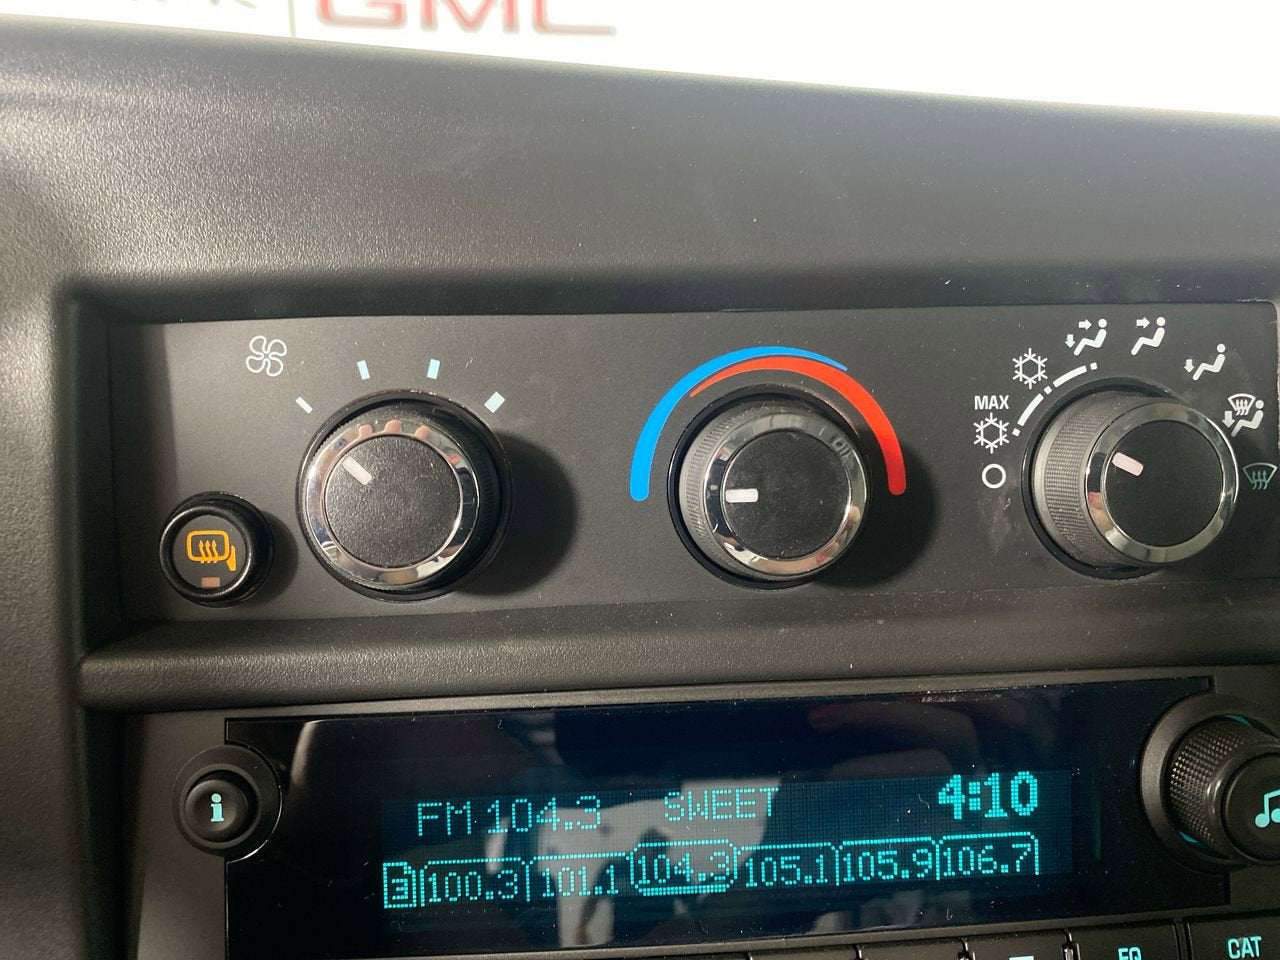 GMC
MAX
i
FM 104.3 SWEET 4:10
3 100.3 101.1 104.3 105.1 105.9 106.7
EQ CAT